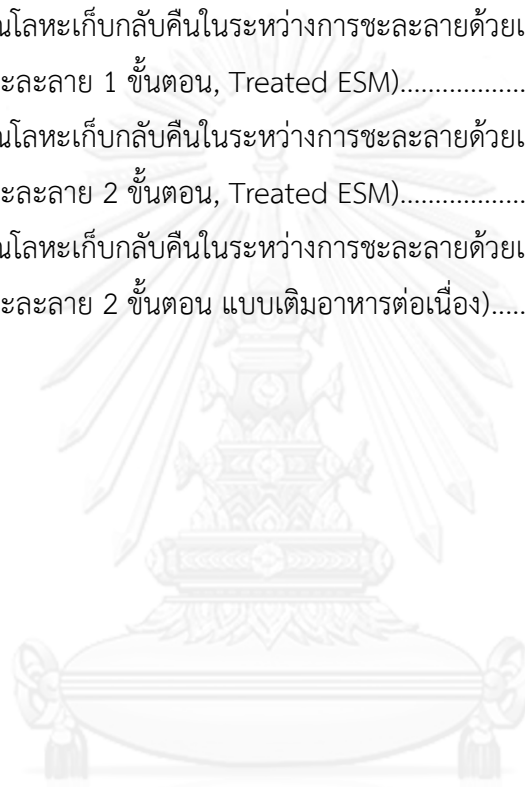 ณโลหะเก็บกลับคืนในระหว่างการชะละลายด้วยเ
ะละลาย 1 ขั้นตอน, Treated ESM)..................
ณโลหะเก็บกลับคืนในระหว่างการชะละลายด้วยเ
ะละลาย 2 ขั้นตอน, Treated ESM)..................
ณโลหะเก็บกลับคืนในระหว่างการชะละลายด้วยเ
ะละลาย 2 ขั้นตอน แบบเติมอาหารต่อเนื่อง)......